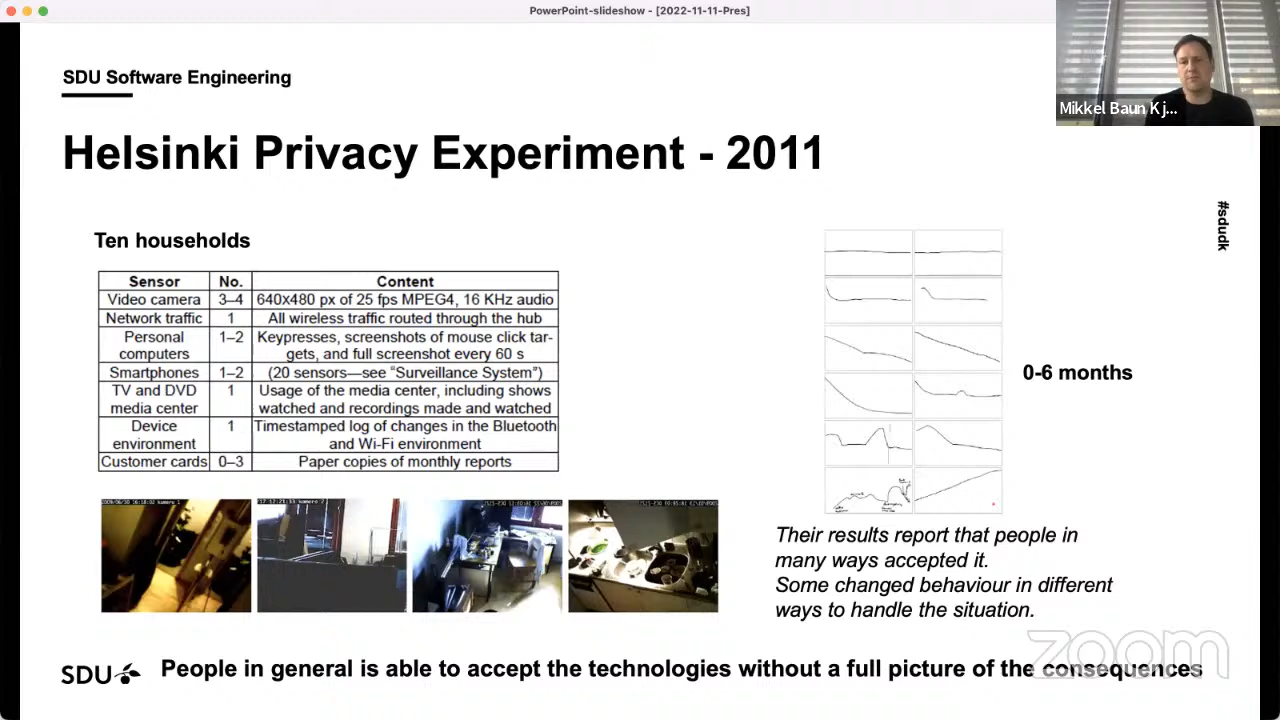 PowerPoint-slideshow - [2022-11-11-Pres]
SDU Software Engineering
Mikkel Baun Kj...
Helsinki Privacy Experiment - 2011
#sdudk
Ten households
Sensor No. Content
Video camera 3–4 640x480 px of 25 fps MPEG4, 16 KHz audio
Network traffic 1 All wireless traffic routed through the hub
Personal computers 1–2 Keypresses, screenshots of mouse click tar-
gets, and full screenshot every 60 s
Smartphones 1–2 (20 sensors—see “Surveillance System”)
TV and DVD media center 1 Usage of the media center, including shows
watched and recordings made and watched
Device environment 1 Timestamped log of changes in the Bluetooth
and Wi-Fi environment
Customer cards 0–3 Paper copies of monthly reports
0-6 months
Their results report that people in
many ways accepted it.
Some changed behaviour in different
ways to handle the situation.
zoom
SDU
People in general is able to accept the technologies without a full picture of the consequences